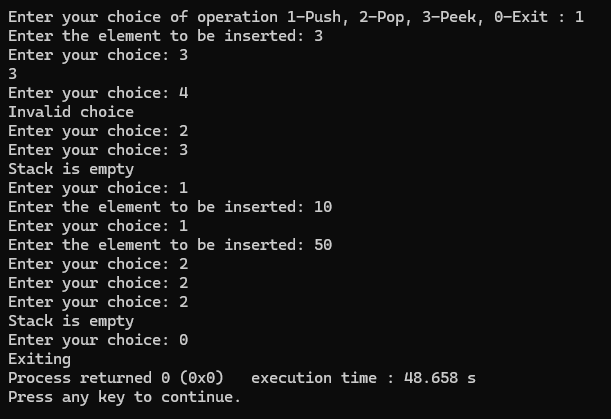 Enter your choice of operation 1-Push, 2-Pop, 3-Peek, 0-Exit : 1
Enter the element to be inserted: 3
Enter your choice: 3
3
Enter your choice: 4
Invalid choice
Enter your choice: 2
Enter your choice: 3
Stack is empty
Enter your choice: 1
Enter the element to be inserted: 10
Enter your choice: 1
Enter the element to be inserted: 50
Enter your choice: 2
Enter your choice: 2
Enter your choice: 2
Stack is empty
Enter your choice: 0
Exiting
Process returned 0 (0x0)   execution time : 48.658 s
Press any key to continue.